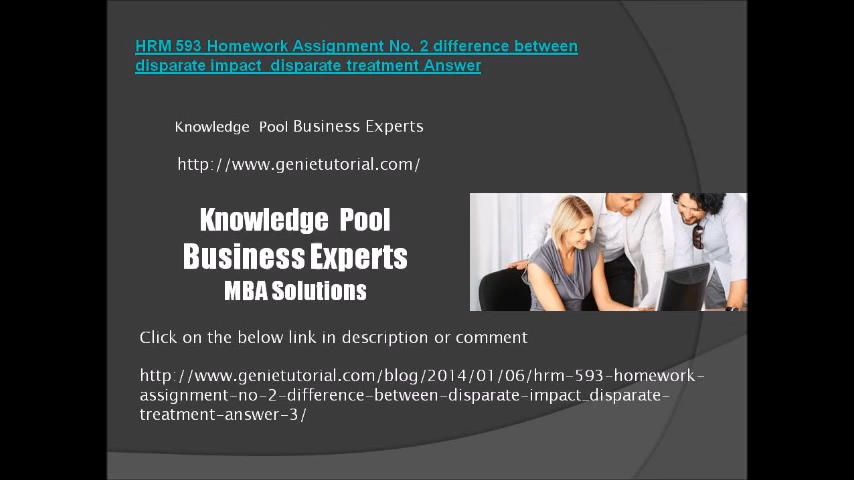 HRM 593 Homework Assignment No. 2 difference between
disparate impact_disparate treatment Answer
Knowledge Pool Business Experts
http://www.genietutorial.com/
Knowledge Pool
Business Experts
MBA Solutions
Click on the below link in description or comment
http://www.genietutorial.com/blog/2014/01/06/hrm-593-homework-
assignment-no-2-difference-between-disparate-impact_disparate-
treatment-answer-3/